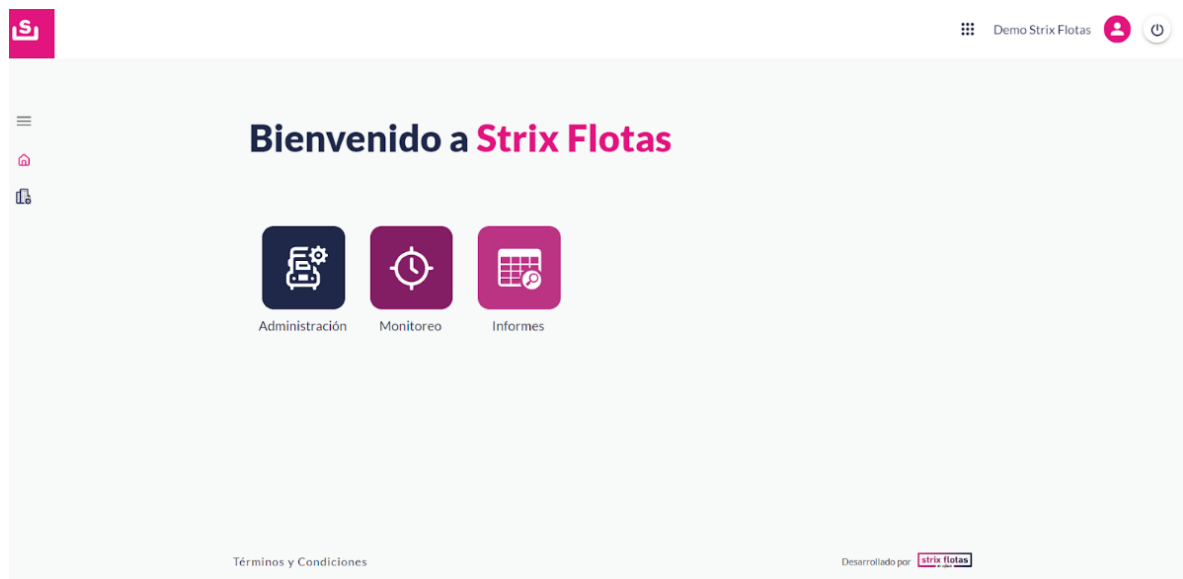 S
Demo Strix Flotas
Bienvenido a Strix Flotas
Administración
Monitoreo
Informes
Términos y Condiciones
Desarrollado por strix flotas